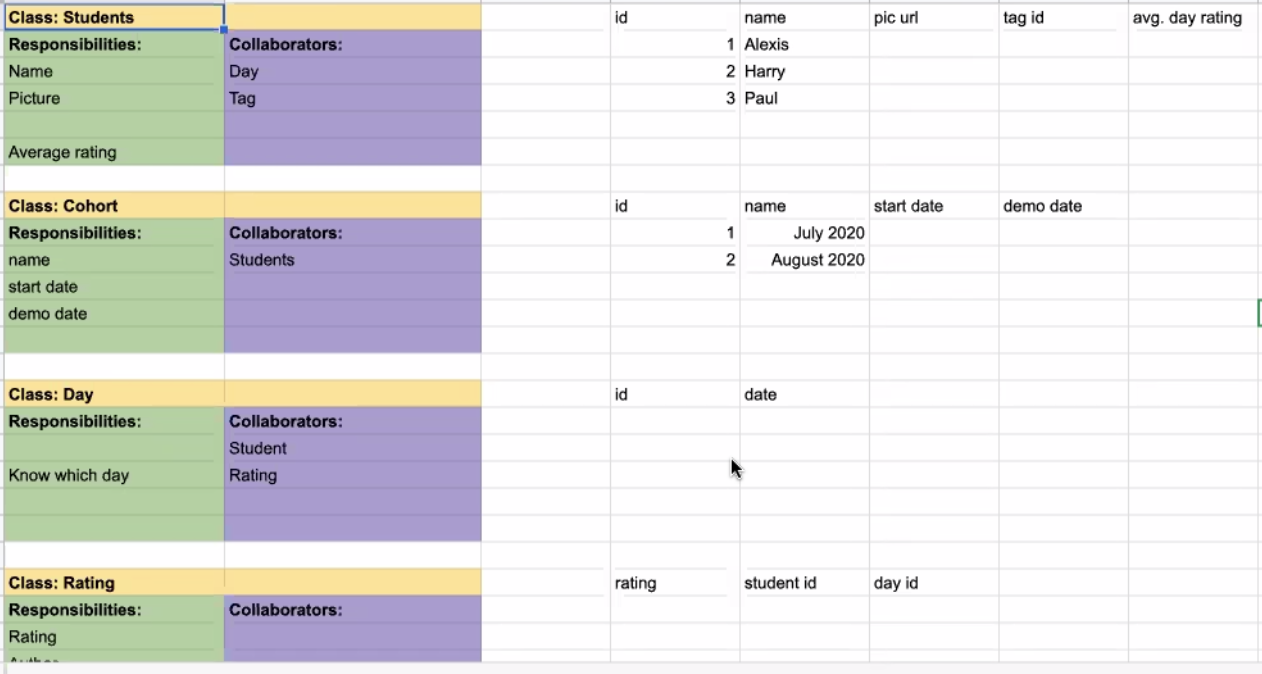 Class: Students id name pic url tag id avg. day rating
Responsibilities: Collaborators: 1 Alexis
Name Day 2 Harry
Picture Tag 3 Paul
Average rating
Class: Cohort id name start date demo date
Responsibilities: Collaborators: 1 July 2020
name Students 2 August 2020
start date
demo date
Class: Day id date
Responsibilities: Collaborators:
Student
Know which day Rating
Class: Rating rating student id day id
Responsibilities: Collaborators:
Rating